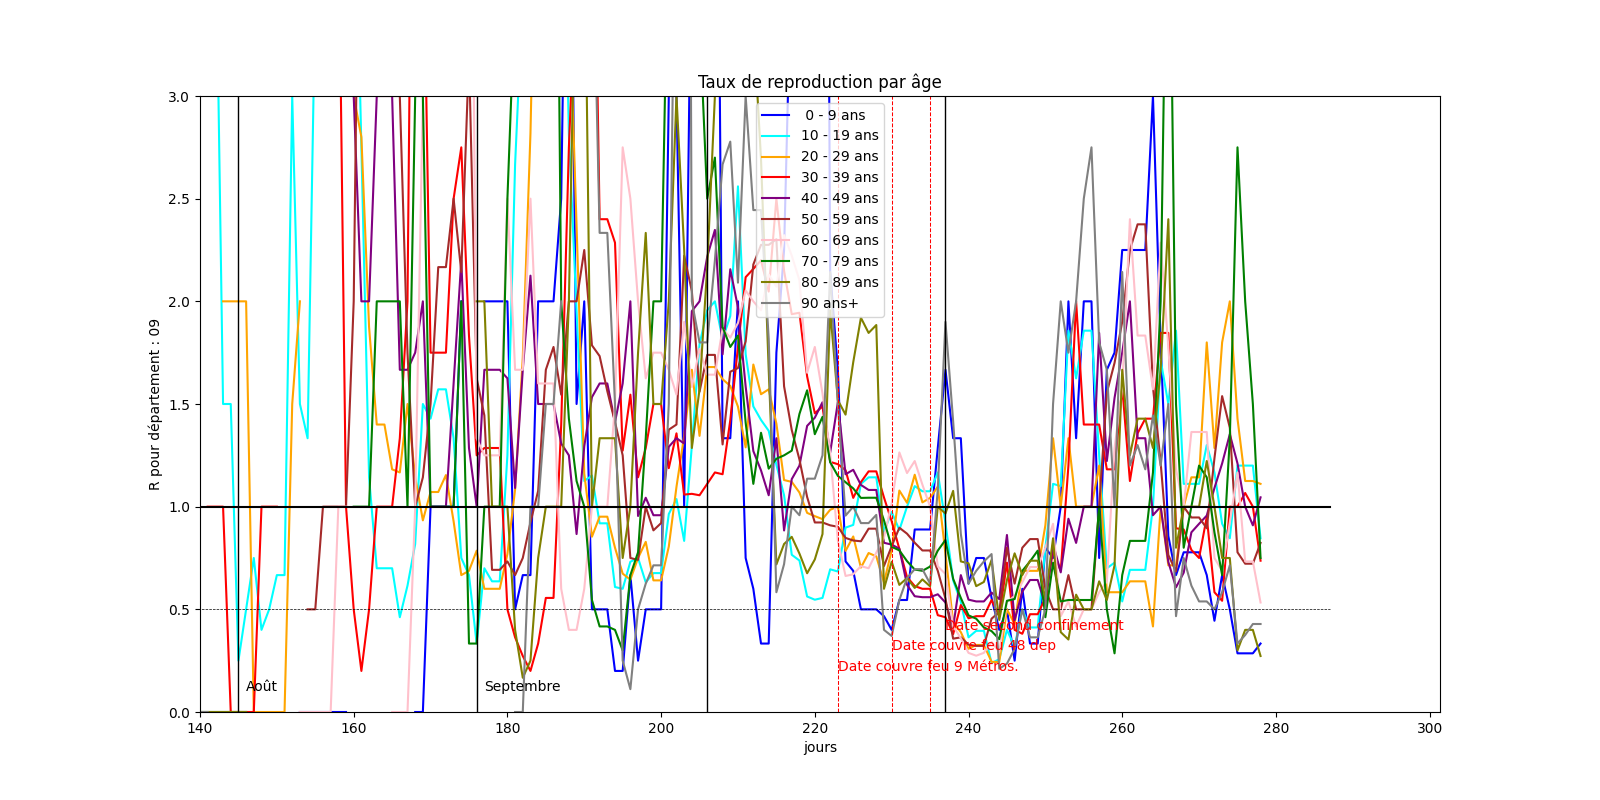 Taux de reproduction par âge
3.0
2.5
2.0
1.5
1.0
0.5
0.0
R pour département : 09
0 - 9 ans
10 - 19 ans
20 - 29 ans
30 - 39 ans
40 - 49 ans
50 - 59 ans
60 - 69 ans
70 - 79 ans
80 - 89 ans
90 ans+
Date second confinement
Date couvre feu 48 dep
Date couvre feu 9 Métros.
Août
Septembre
140 160 180 200 220 240 260 280 300
jours